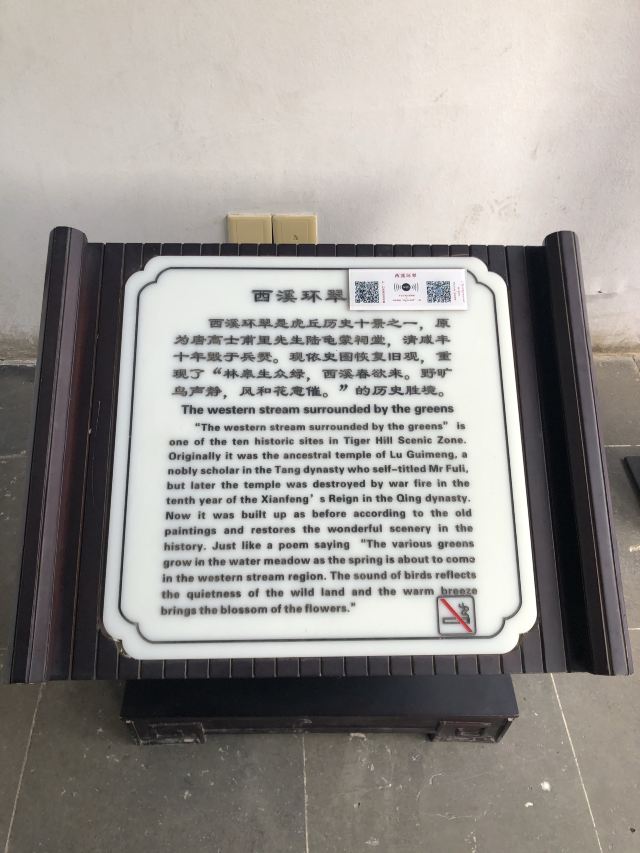 西溪环翠
西溪环翠
西溪环翠是虎丘历史十景之一，原
为唐高士甫里先生陆龟蒙祠堂，清咸丰
十年毁于兵燹。现依史图恢复旧观，重
现了“林皋生众绿，西溪春欲来。野旷
鸟声静，风和花意催。”的历史胜境。
The western stream surrounded by the greens
"The western stream surrounded by the greens" is
one of the ten historic sites in Tiger Hill Scenic Zone.
Originally it was the ancestral temple of Lu Guimeng, a
nobly scholar in the Tang dynasty who self-titled Mr Fuli,
but later the temple was destroyed by war fire in the
tenth year of the Xianfeng's Reign in the Qing dynasty.
Now it was built up as before according to the old
paintings and restores the wonderful scenery in the
history. Just like a poem saying "The various greens
grow in the water meadow as the spring is about to come
in the western stream region. The sound of birds reflects
the quietness of the wild land and the warm breeze
brings the blossom of the flowers."